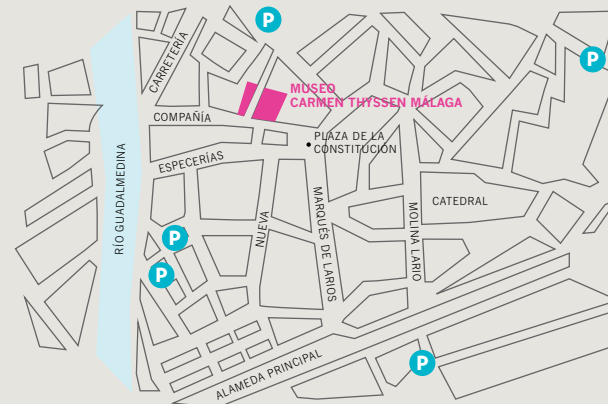 P
P
CARRETERÍA
MUSEO
CARMEN THYSSEN MÁLAGA
COMPAÑÍA
PLAZA DE LA
CONSTITUCIÓN
ESPECERÍAS
RÍO GUADALMEDINA
NUEVA
MARQUÉS DE LARIOS
MOLINA LARIO
CATEDRAL
P
P
P
ALAMEDA PRINCIPAL